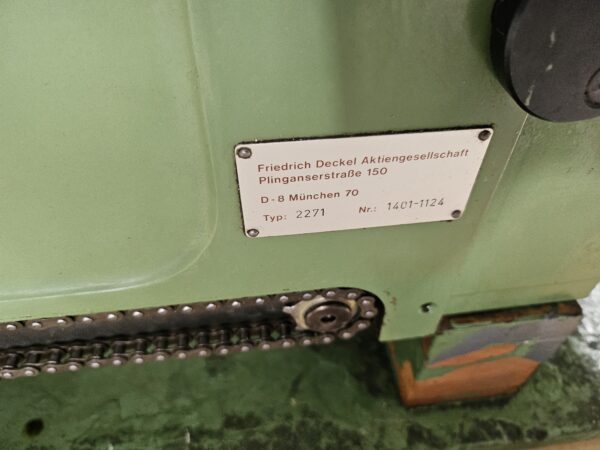 Friedrich Deckel Aktiengesellschaft
Plinganserstraße 150
D-8 München 70
Typ: 2271 Nr.: 1401-1124